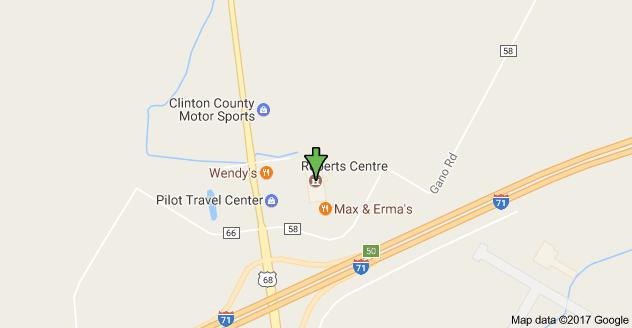 58
Clinton County
Motor Sports
Roberts Centre
Wendy's
Gano Rd
Pilot Travel Center
Max & Erma's
71
66
58
50
71
68
71
Map data ©2017 Google